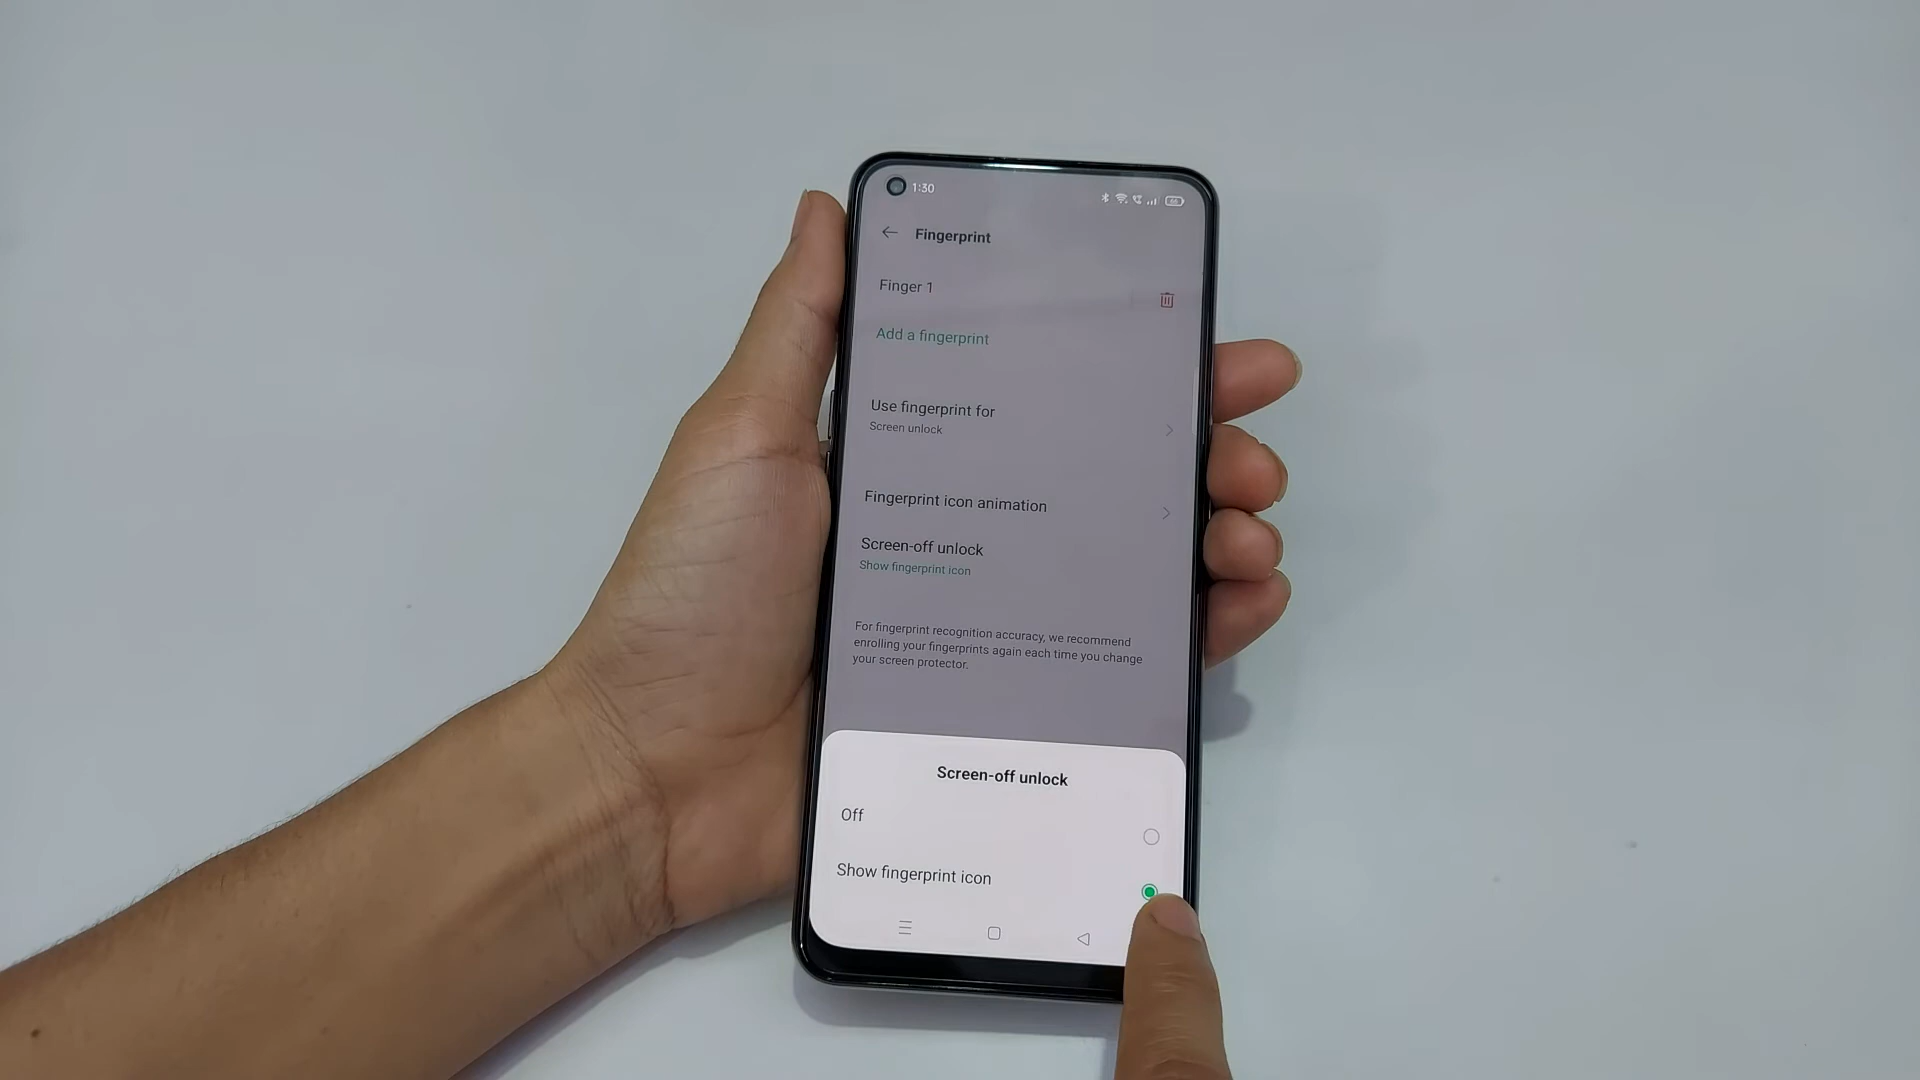 1:30
66
Fingerprint
Finger 1
Add a fingerprint
Use fingerprint for
Screen unlock
Fingerprint icon animation
Screen-off unlock
Show fingerprint icon
For fingerprint recognition accuracy, we recommend
enrolling your fingerprints again each time you change
your screen protector.
Screen-off unlock
Off
Show fingerprint icon